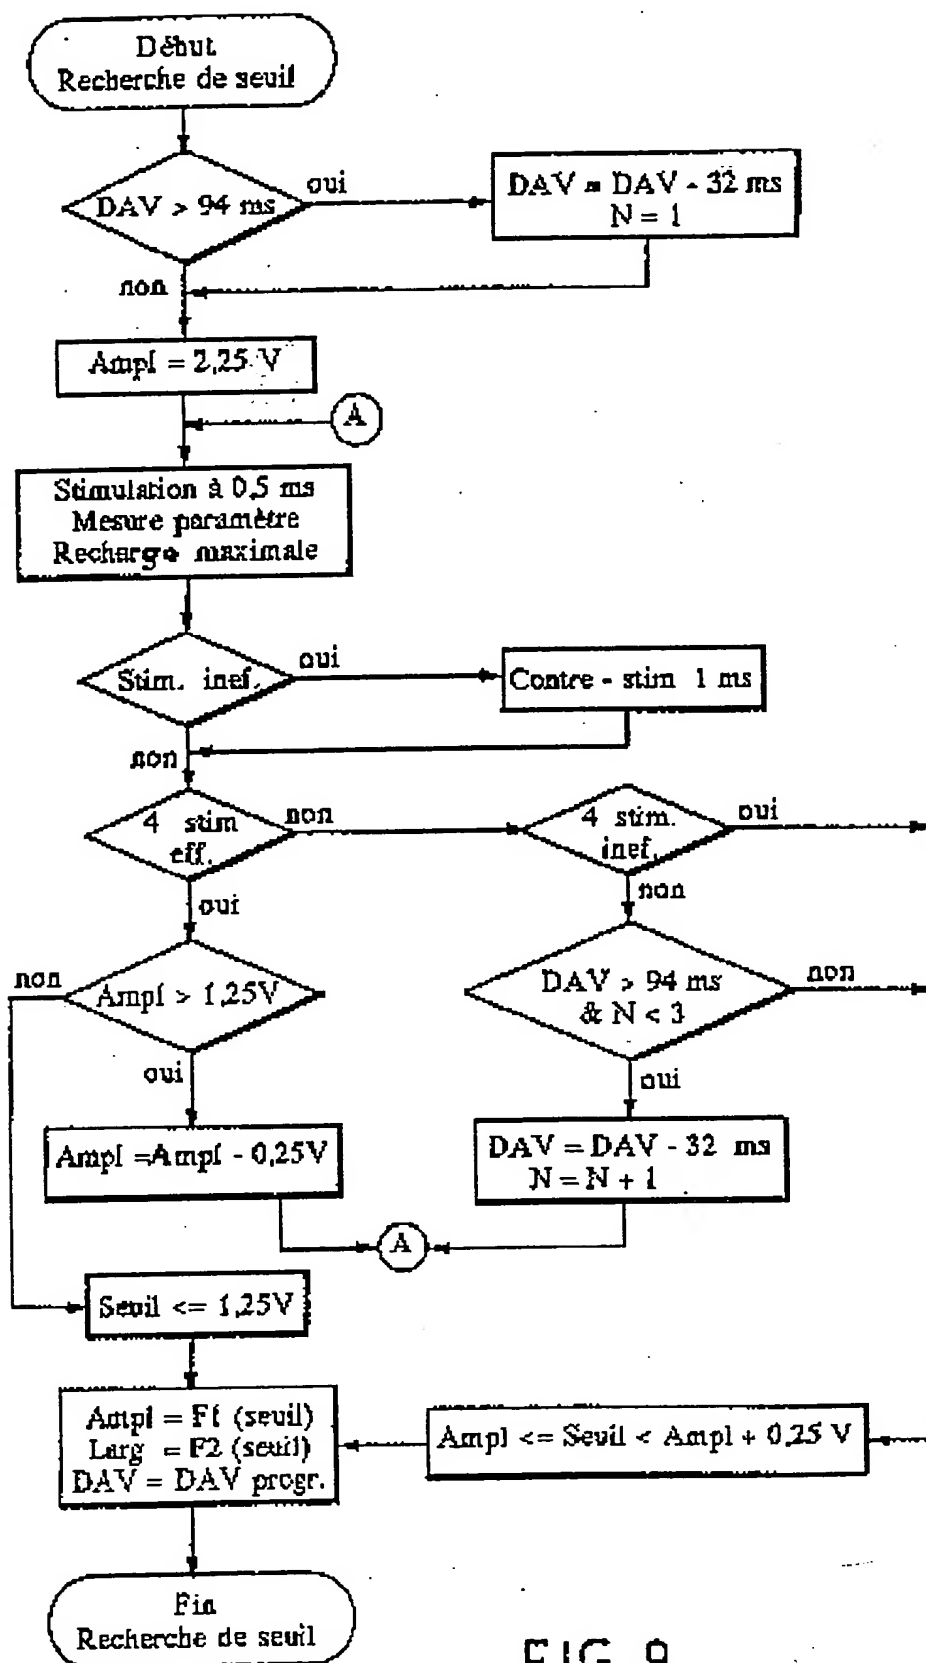 Début
Recherche de seuil
DAV > 94 ms
oui
DAV = DAV - 32 ms
N = 1
non
Ampl = 2,25 V
A
Stimulation à 0,5 ms
Mesure paramètre
Recharge maximale
Stim. inef.
oui
Contre - stim 1 ms
non
4 stim
eff.
non
4 stim.
inef.
oui
oui
non
non
Ampl > 1,25V
DAV > 94 ms
& N < 3
non
oui
oui
Ampl = Ampl - 0,25V
DAV = DAV - 32 ms
N = N + 1
A
Seuil <= 1,25V
Ampl = F1 (seuil)
Larg = F2 (seuil)
DAV = DAV progr.
Ampl <= Seuil < Ampl + 0,25 V
Fin
Recherche de seuil
FIG. 9